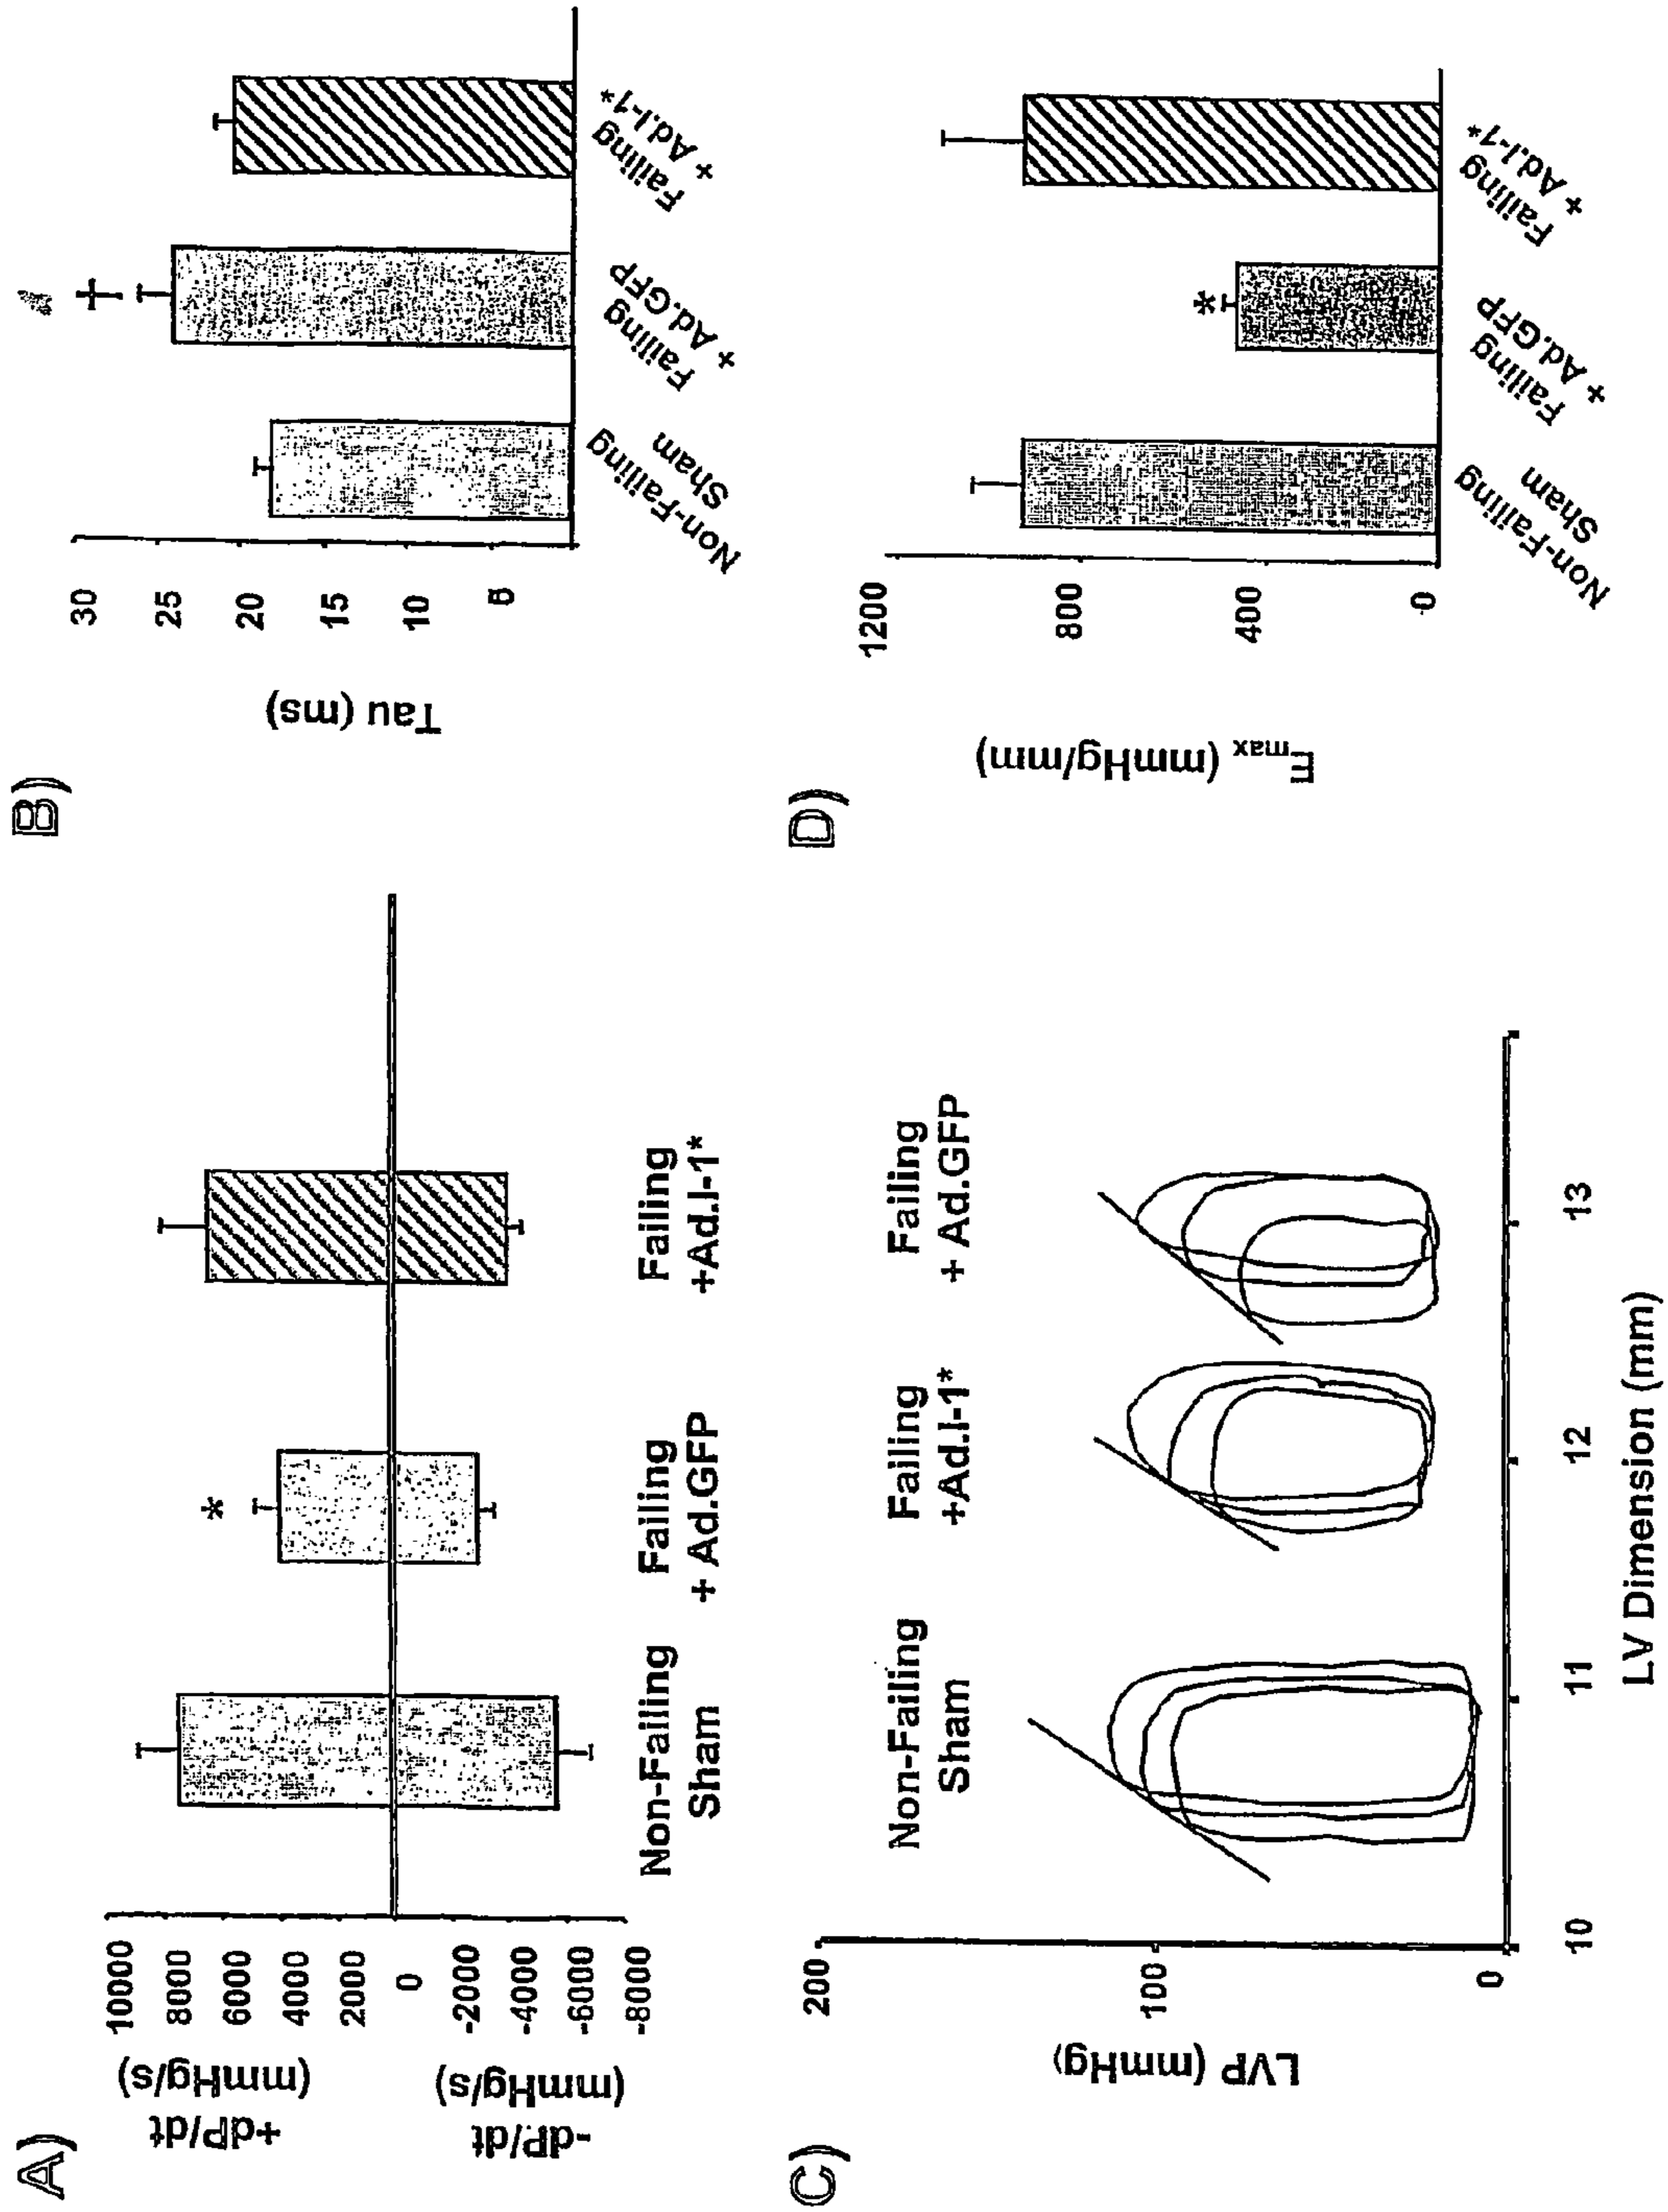 A)
+dP/dt
(mmHg/s)
-dP/dt
(mmHg/s)
10000
8000
6000
4000
2000
0
-2000
-4000
-6000
-8000
*
Non-Failing
Sham
Failing
+ Ad.GFP
Failing
+Ad.I-1*
B)
Tau (ms)
30
25
20
15
10
5
†
Non-Failing
Sham
Failing
+ Ad.GFP
Failing
+ Ad.I-1*
C)
LVP (mmHg)
200
100
0
Non-Failing
Sham
Failing
+Ad.I-1*
Failing
+ Ad.GFP
10
11
12
13
LV Dimension (mm)
D)
Emax (mmHg/mm)
1200
800
400
0
*
Non-Failing
Sham
Failing
+ Ad.GFP
Failing
+ Ad.I-1*